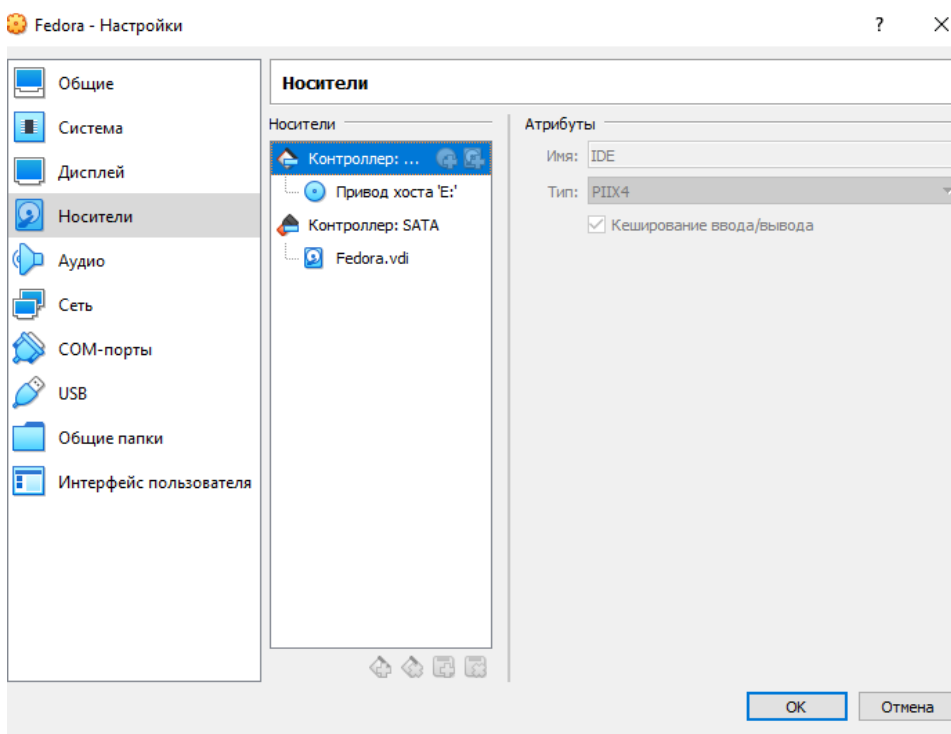 Fedora - Настройки
?
Общие
Система
Дисплей
Носители
Аудио
Сеть
COM-порты
USB
Общие папки
Интерфейс пользователя
Носители
Носители
Контроллер: ...
Привод хоста 'E:'
Контроллер: SATA
Fedora.vdi
Атрибуты
Имя: IDE
Тип: PIIX4
Кеширование ввода/вывода
OK
Отмена